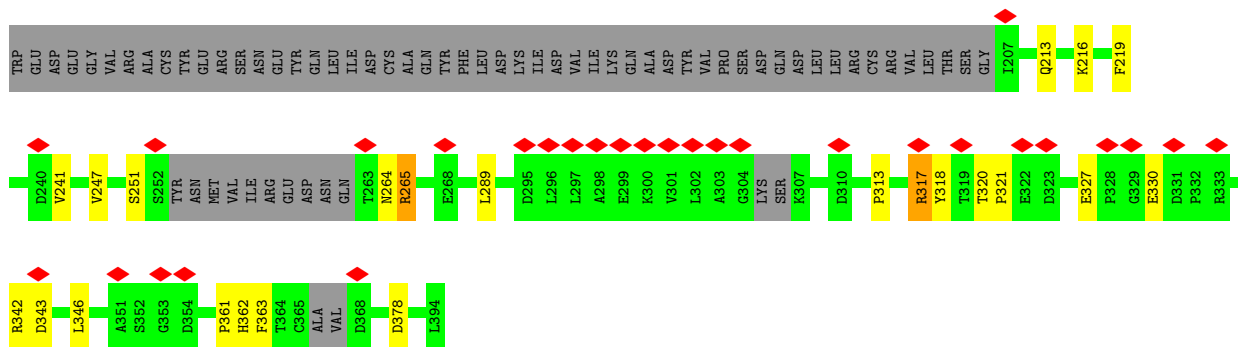 TRP GLU ASP GLU GLY VAL ARG ALA CYS TYR GLU ARG SER ASN GLU TYR GLN LEU ILE ASP CYS ALA GLN TYR PHE LEU ASP LYS ILE ASP VAL ILE LYS GLN ALA ASP TYR VAL PRO SER ASP GLN ASP LEU LEU ARG CYS ARG VAL LEU THR SER GLY I207 Q213 K216 F219
D240 V241 V247 S251 S252 TYR ASN MET VAL ILE ARG GLU ASP ASN GLN T263 N264 R265 E268 L289 D295 L296 L297 A298 E299 K300 V301 L302 A303 G304 LYS SER K307 D310 P313 R317 Y318 T319 T320 P321 E322 D323 E327 P328 G329 E330 D331 P332 R333
R342 D343 L346 A351 S352 G353 D354 P361 H362 F363 T364 C365 ALA VAL D368 D378 L394